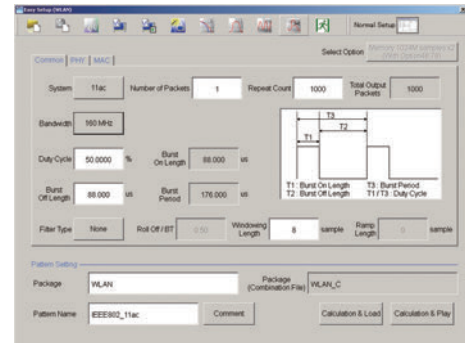 Easy Setup (WLAN)
Normal Setup
Select Option
Common PHY MAC
System 11ac Number of Packets 1 Repeat Count 1000 Total Output Packets 1000
Bandwidth 160 MHz
Duty Cycle 50.0000 % Burst On Length 88.000 us
Burst Off Length 88.000 us Burst Period 176.000 us
T3
T2
T1
T1 : Burst On Length T3 : Burst Period
T2 : Burst Off Length T1 / T3 : Duty Cycle
Filter Type None Roll Off / BT 0.50 Windowing Length 8 sample Ramp Length 0 sample
Pattern Setting
Package WLAN Package (Combination File) WLAN_C
Pattern Name IEEE802_11ac Comment Calculation & Load Calculation & Play